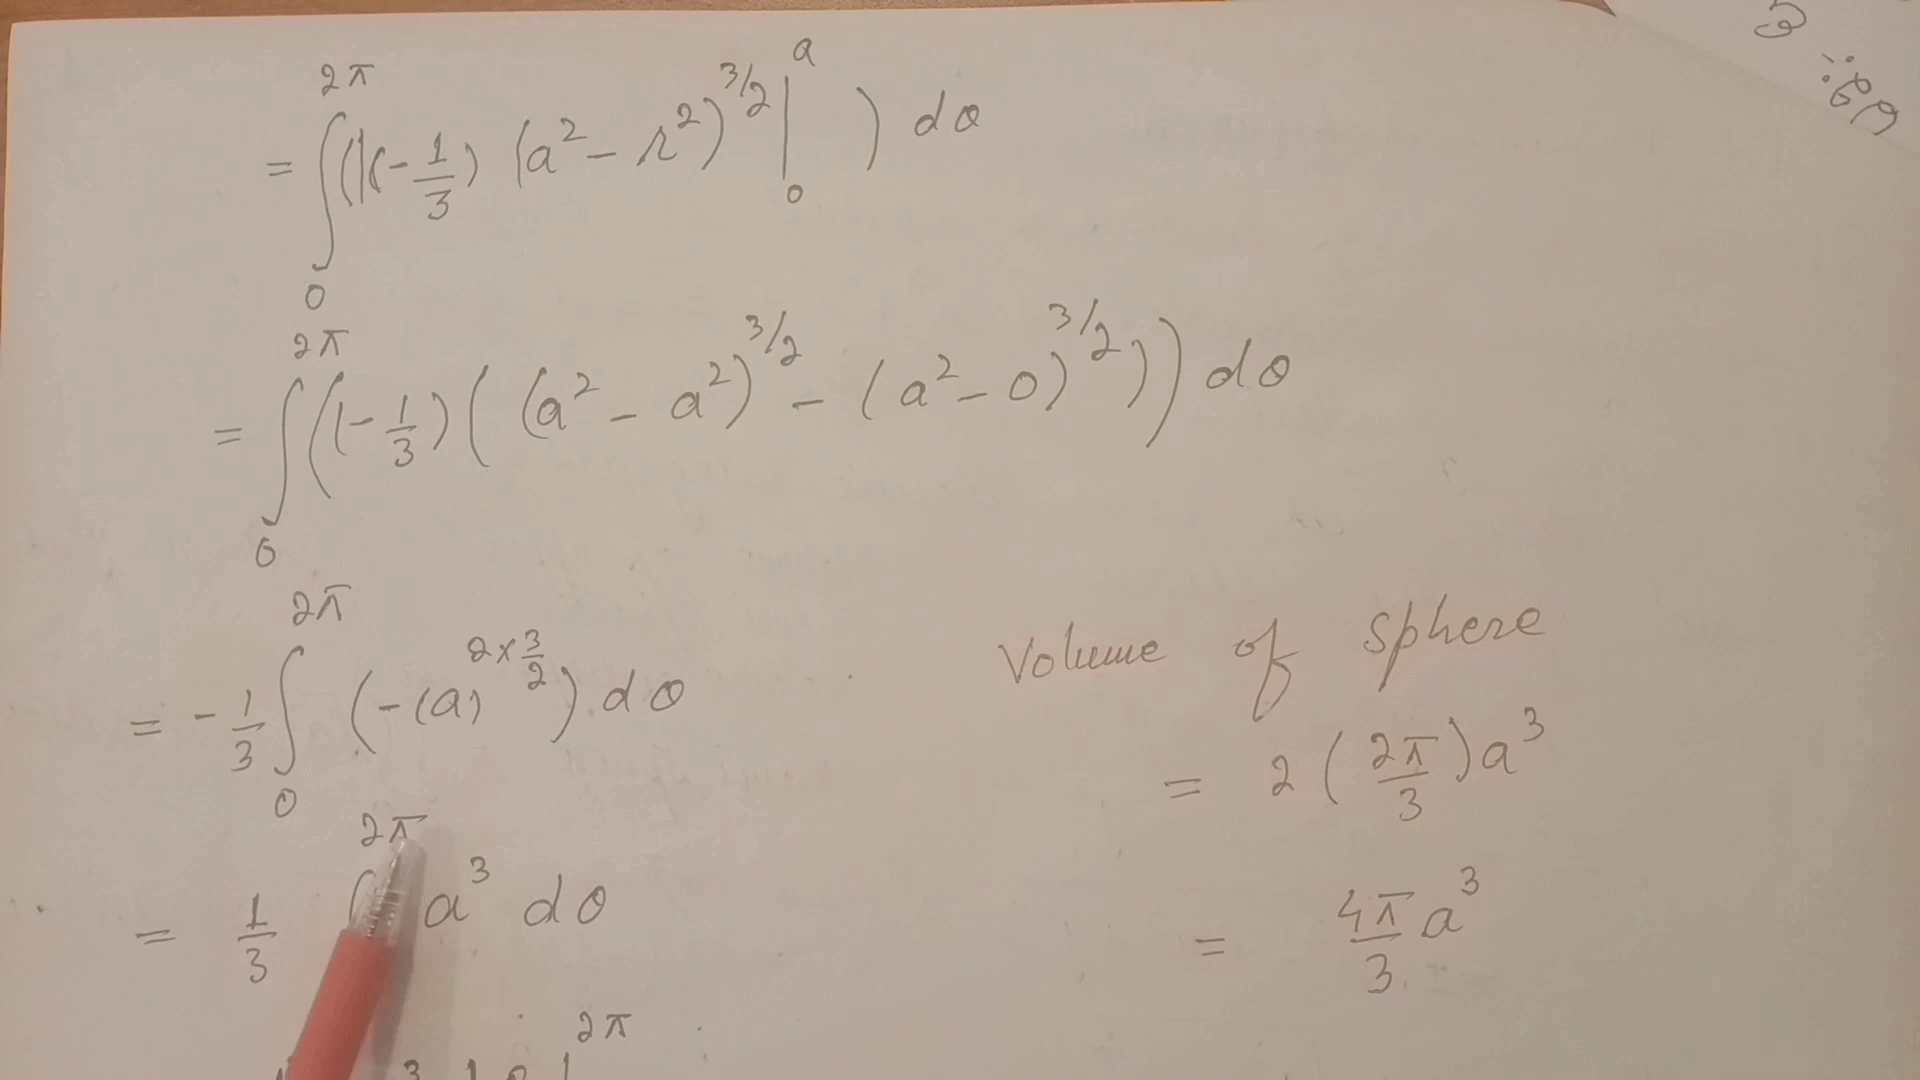 = ∫₀^{2π} ((-1/3) (a² - r²)^{3/2} |₀^a ) dθ
= ∫₀^{2π} ((-1/3) ( (a² - a²)^{3/2} - (a² - 0)^{3/2} )) dθ
= -1/3 ∫₀^{2π} (-(a)^{2×3/2}) dθ
= 1/3 ∫^{2π} a³ dθ
2π
Volume of sphere
= 2 (2π/3) a³
= 4π/3 a³